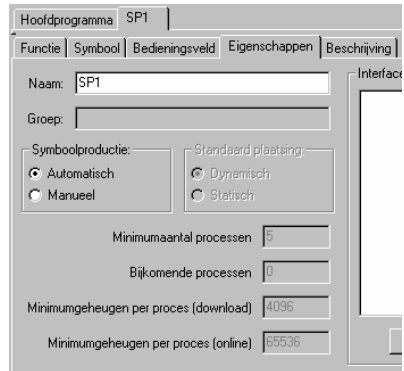 Hoofdprogramma SP1
Functie Symbool Bedieningsveld Eigenschappen Beschrijving
Naam: SP1
Interface
Groep:
Symboolproductie: Standaard plaatsing:
Automatisch Dynamisch
Manueel Statisch
Minimumaantal processen 5
Bijkomende processen 0
Minimumgeheugen per proces (download) 4096
Minimumgeheugen per proces (online) 65536